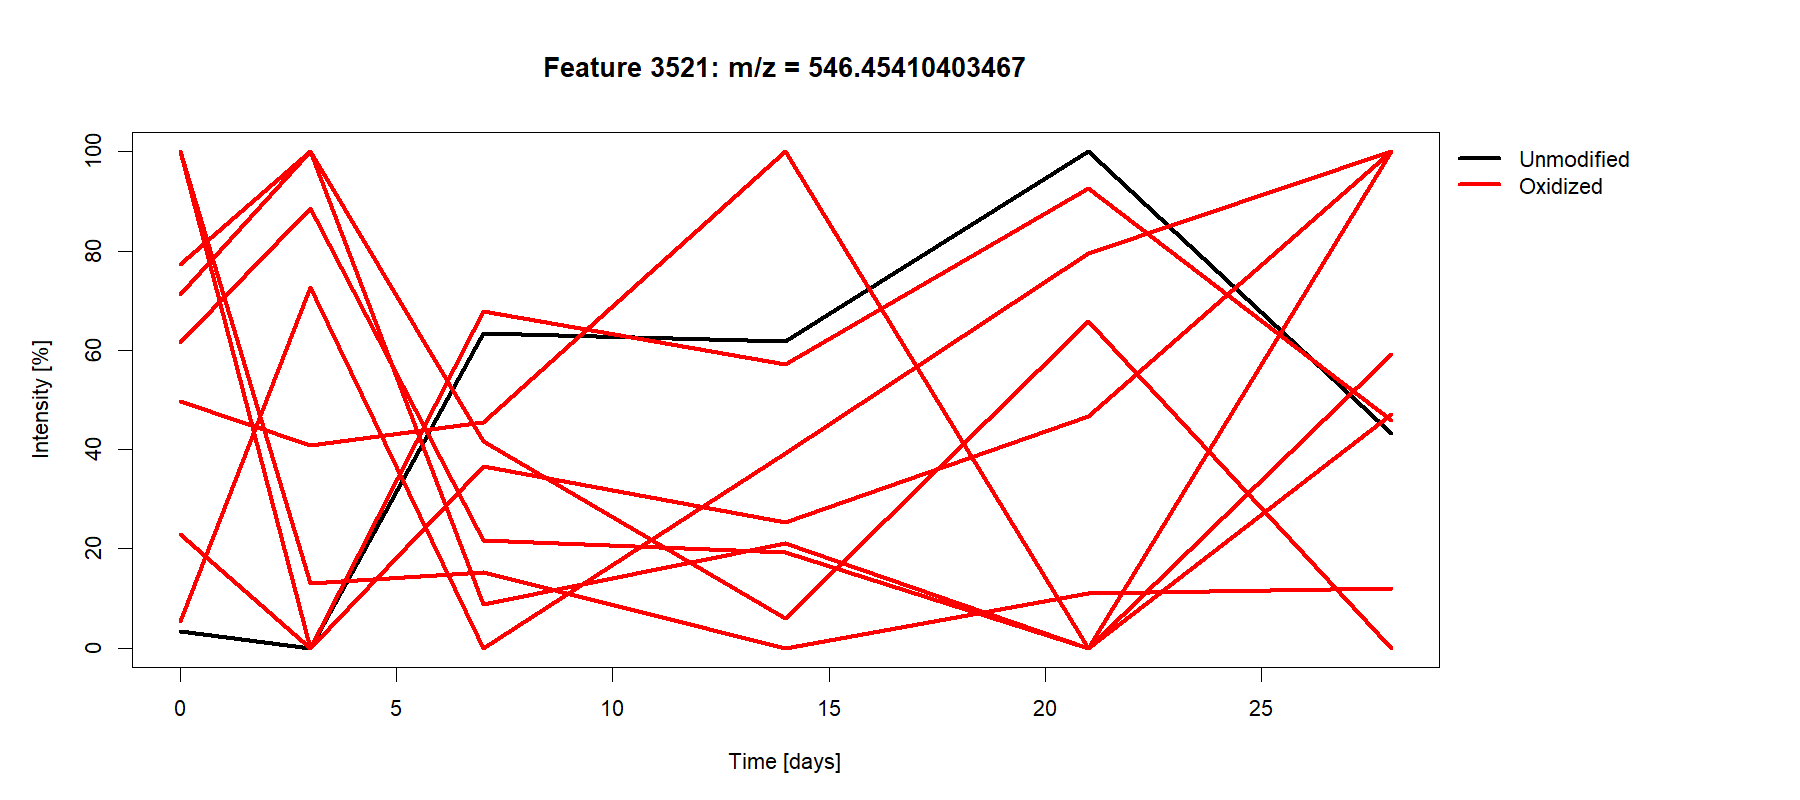 Feature 3521: m/z = 546.45410403467
Unmodified
Oxidized
100
80
60
40
20
0
Intensity [%]
0 5 10 15 20 25
Time [days]